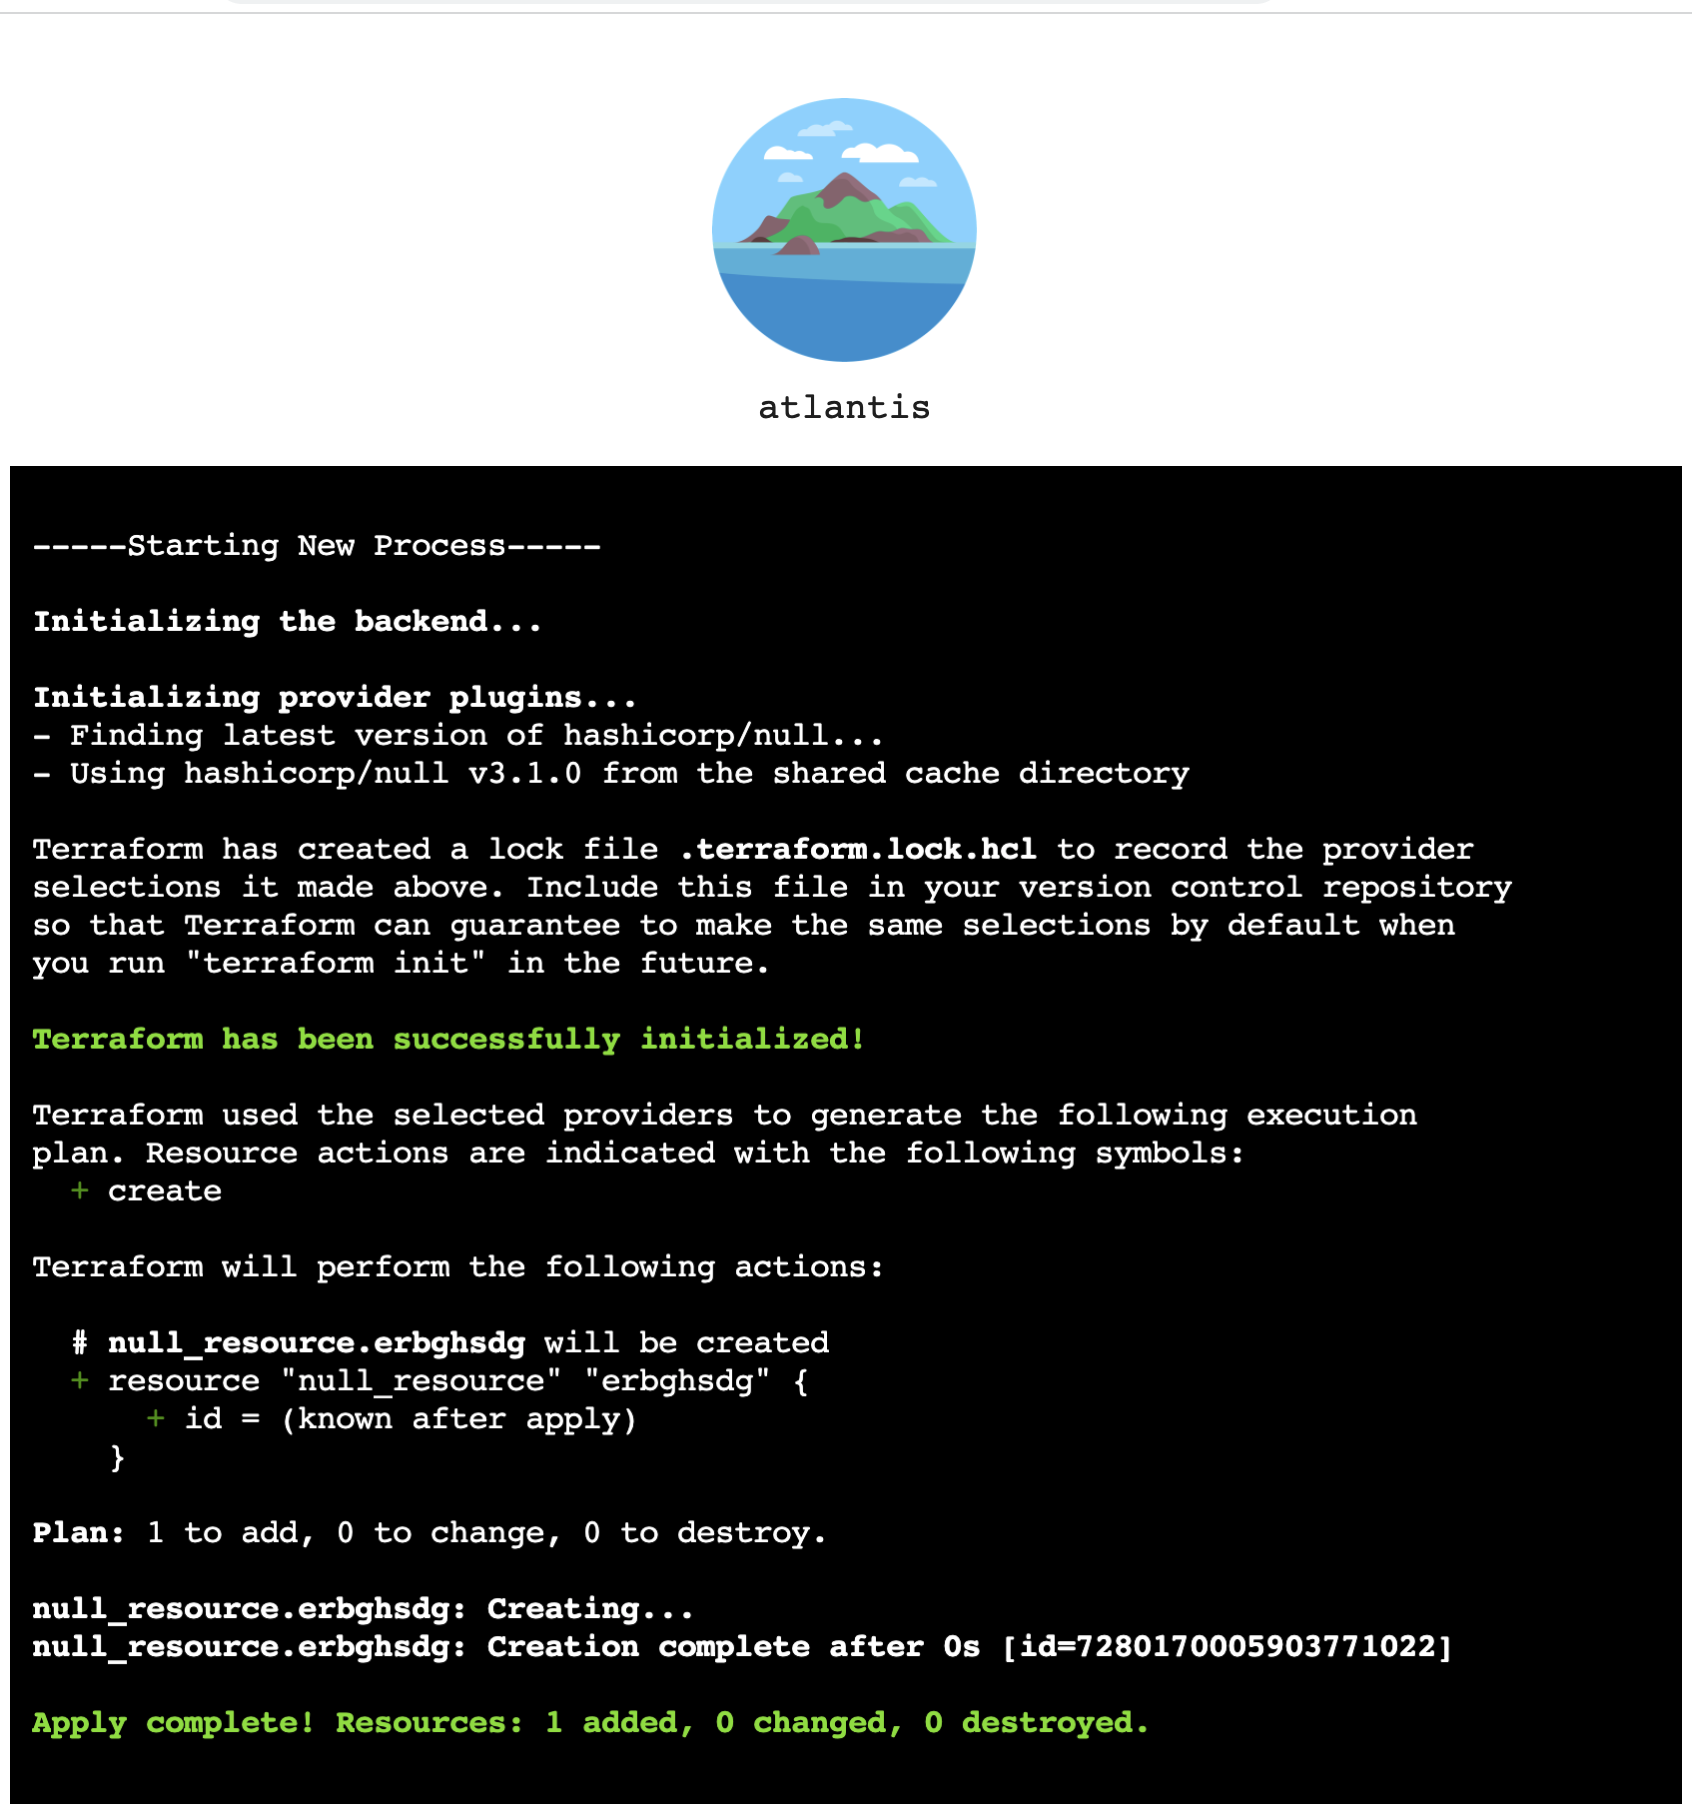 atlantis
-----Starting New Process-----
Initializing the backend...
Initializing provider plugins...
- Finding latest version of hashicorp/null...
- Using hashicorp/null v3.1.0 from the shared cache directory
Terraform has created a lock file .terraform.lock.hcl to record the provider
selections it made above. Include this file in your version control repository
so that Terraform can guarantee to make the same selections by default when
you run "terraform init" in the future.
Terraform has been successfully initialized!
Terraform used the selected providers to generate the following execution
plan. Resource actions are indicated with the following symbols:
  + create
Terraform will perform the following actions:
  # null_resource.erbghsdg will be created
  + resource "null_resource" "erbghsdg" {
      + id = (known after apply)
    }
Plan: 1 to add, 0 to change, 0 to destroy.
null_resource.erbghsdg: Creating...
null_resource.erbghsdg: Creation complete after 0s [id=7280170005903771022]
Apply complete! Resources: 1 added, 0 changed, 0 destroyed.